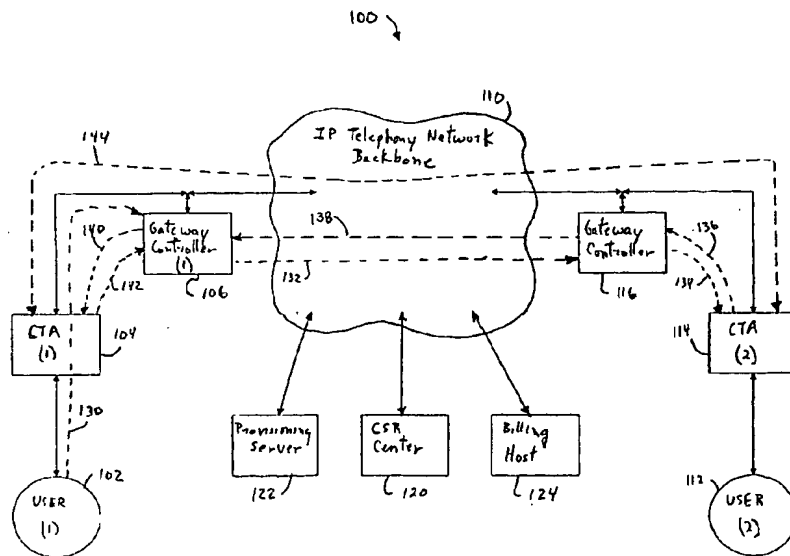 100
110
IP Telephony Network
Backbone
144
140
Gateway
Controller
(1)
106
142
138
132
Gateway
Controller
116
136
134
CTA
(1)
104
114
CTA
(2)
130
Provisioning
Server
122
CSR
Center
120
Billing
Host
124
102
USER
(1)
112
USER
(2)